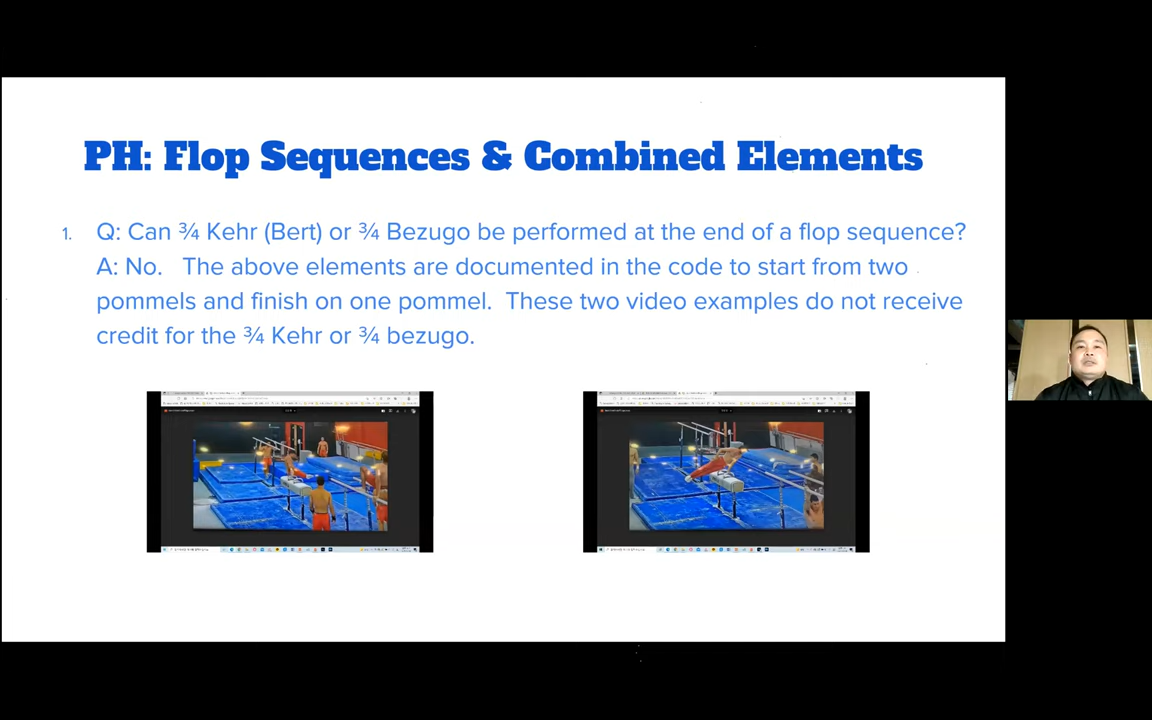 PH: Flop Sequences & Combined Elements
1. Q: Can ¾ Kehr (Bert) or ¾ Bezugo be performed at the end of a flop sequence?
A: No. The above elements are documented in the code to start from two
pommels and finish on one pommel. These two video examples do not receive
credit for the ¾ Kehr or ¾ bezugo.